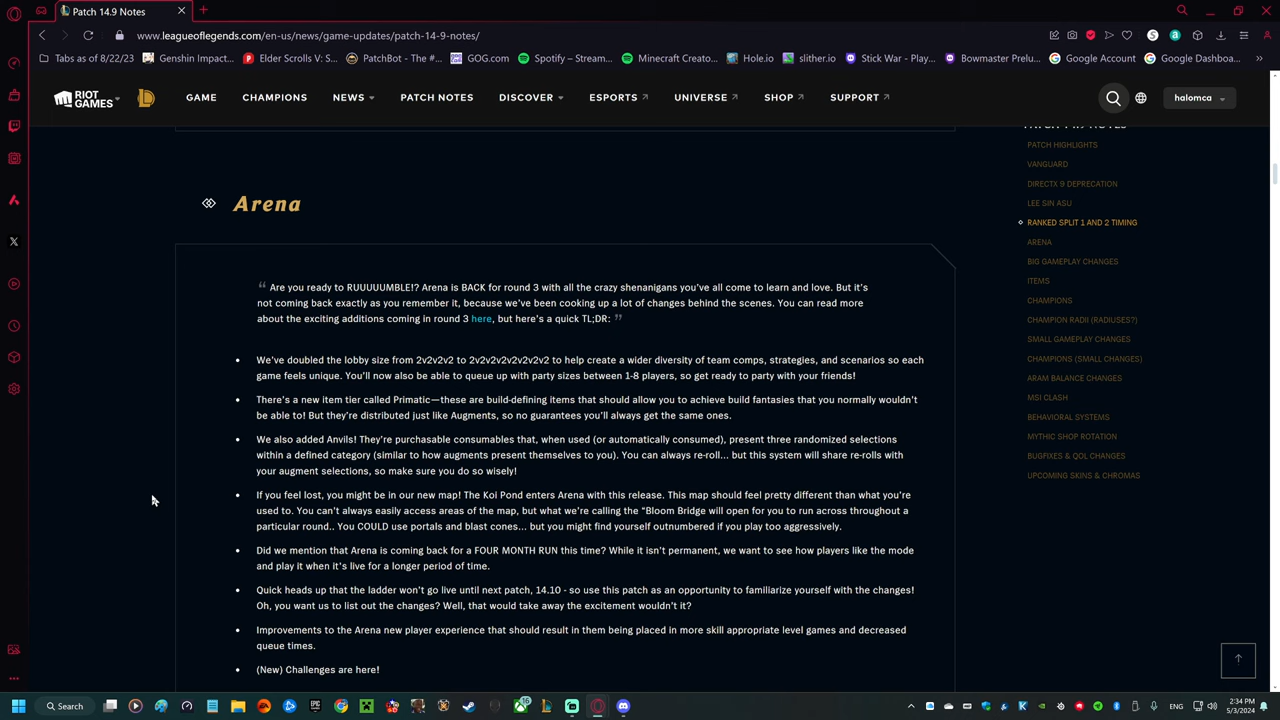 Patch 14.9 Notes
www.leagueoflegends.com/en-us/news/game-updates/patch-14-9-notes/
Tabs as of 8/22/23
Genshin Impact...
Elder Scrolls V: S...
PatchBot - The #...
GOG.com
Spotify – Stream...
Minecraft Creato...
Hole.io
slither.io
Stick War - Play...
Bowmaster Prelu...
Google Account
Google Dashboa...
RIOT GAMES
GAME
CHAMPIONS
NEWS
PATCH NOTES
DISCOVER
ESPORTS
UNIVERSE
SHOP
SUPPORT
halomca
Arena
“ Are you ready to RUUUUUMBLE!? Arena is BACK for round 3 with all the crazy shenanigans you've all come to learn and love. But it's
not coming back exactly as you remember it, because we've been cooking up a lot of changes behind the scenes. You can read more
about the exciting additions coming in round 3 here, but here's a quick TL;DR: ”
• We've doubled the lobby size from 2v2v2v2 to 2v2v2v2v2v2v2v2 to help create a wider diversity of team comps, strategies, and scenarios so each
game feels unique. You'll now also be able to queue up with party sizes between 1-8 players, so get ready to party with your friends!
• There's a new item tier called Primatic—these are build-defining items that should allow you to achieve build fantasies that you normally wouldn't
be able to! But they're distributed just like Augments, so no guarantees you'll always get the same ones.
• We also added Anvils! They're purchasable consumables that, when used (or automatically consumed), present three randomized selections
within a defined category (similar to how augments present themselves to you). You can always re-roll... but this system will share re-rolls with
your augment selections, so make sure you do so wisely!
• If you feel lost, you might be in our new map! The Koi Pond enters Arena with this release. This map should feel pretty different than what you're
used to. You can't always easily access areas of the map, but what we're calling the "Bloom Bridge will open for you to run across throughout a
particular round.. You COULD use portals and blast cones... but you might find yourself outnumbered if you play too aggressively.
• Did we mention that Arena is coming back for a FOUR MONTH RUN this time? While it isn't permanent, we want to see how players like the mode
and play it when it's live for a longer period of time.
• Quick heads up that the ladder won't go live until next patch, 14.10 - so use this patch as an opportunity to familiarize yourself with the changes!
Oh, you want us to list out the changes? Well, that would take away the excitement wouldn't it?
• Improvements to the Arena new player experience that should result in them being placed in more skill appropriate level games and decreased
queue times.
• (New) Challenges are here!
PATCH 14.9 NOTES
PATCH HIGHLIGHTS
VANGUARD
DIRECTX 9 DEPRECATION
LEE SIN ASU
RANKED SPLIT 1 AND 2 TIMING
ARENA
BIG GAMEPLAY CHANGES
ITEMS
CHAMPIONS
CHAMPION RADII (RADIUSES?)
SMALL GAMEPLAY CHANGES
CHAMPIONS (SMALL CHANGES)
ARAM BALANCE CHANGES
MSI CLASH
BEHAVIORAL SYSTEMS
MYTHIC SHOP ROTATION
BUGFIXES & QOL CHANGES
UPCOMING SKINS & CHROMAS
Search
16
2:34 PM
5/3/2024